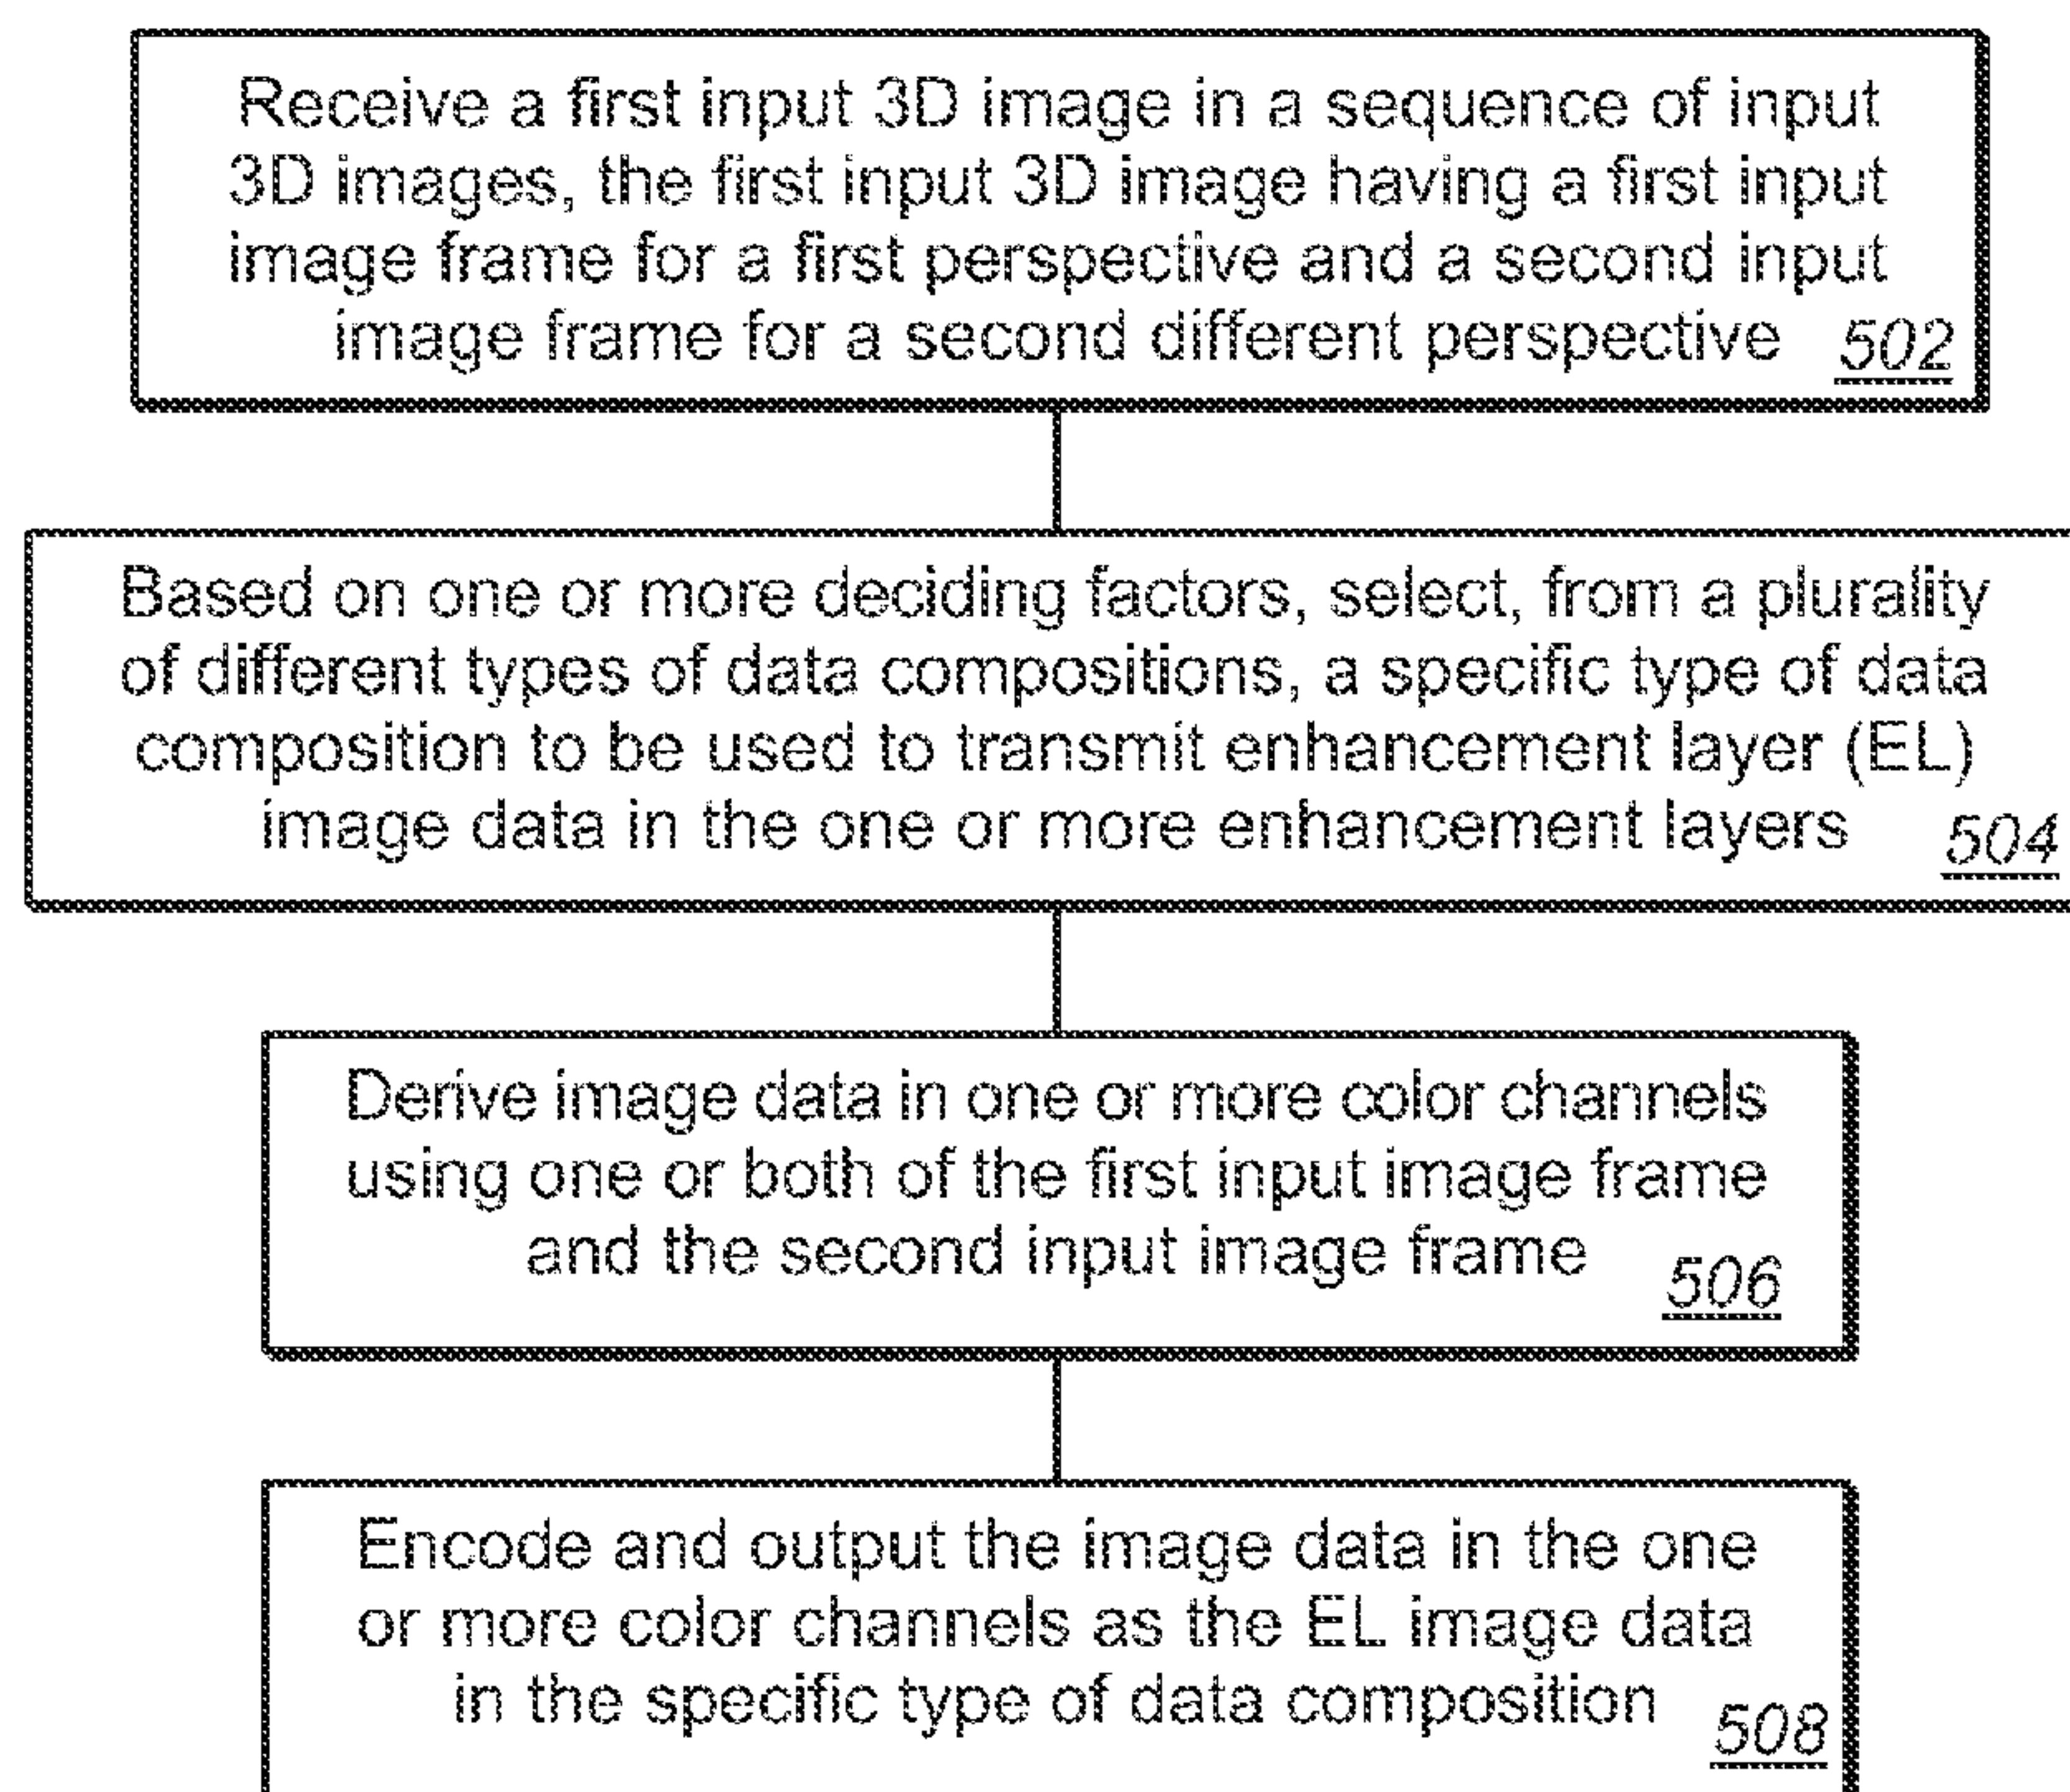 Receive a first input 3D image in a sequence of input
3D images, the first input 3D image having a first input
image frame for a first perspective and a second input
image frame for a second different perspective 502
Based on one or more deciding factors, select, from a plurality
of different types of data compositions, a specific type of data
composition to be used to transmit enhancement layer (EL)
image data in the one or more enhancement layers 504
Derive image data in one or more color channels
using one or both of the first input image frame
and the second input image frame 506
Encode and output the image data in the one
or more color channels as the EL image data
in the specific type of data composition 508